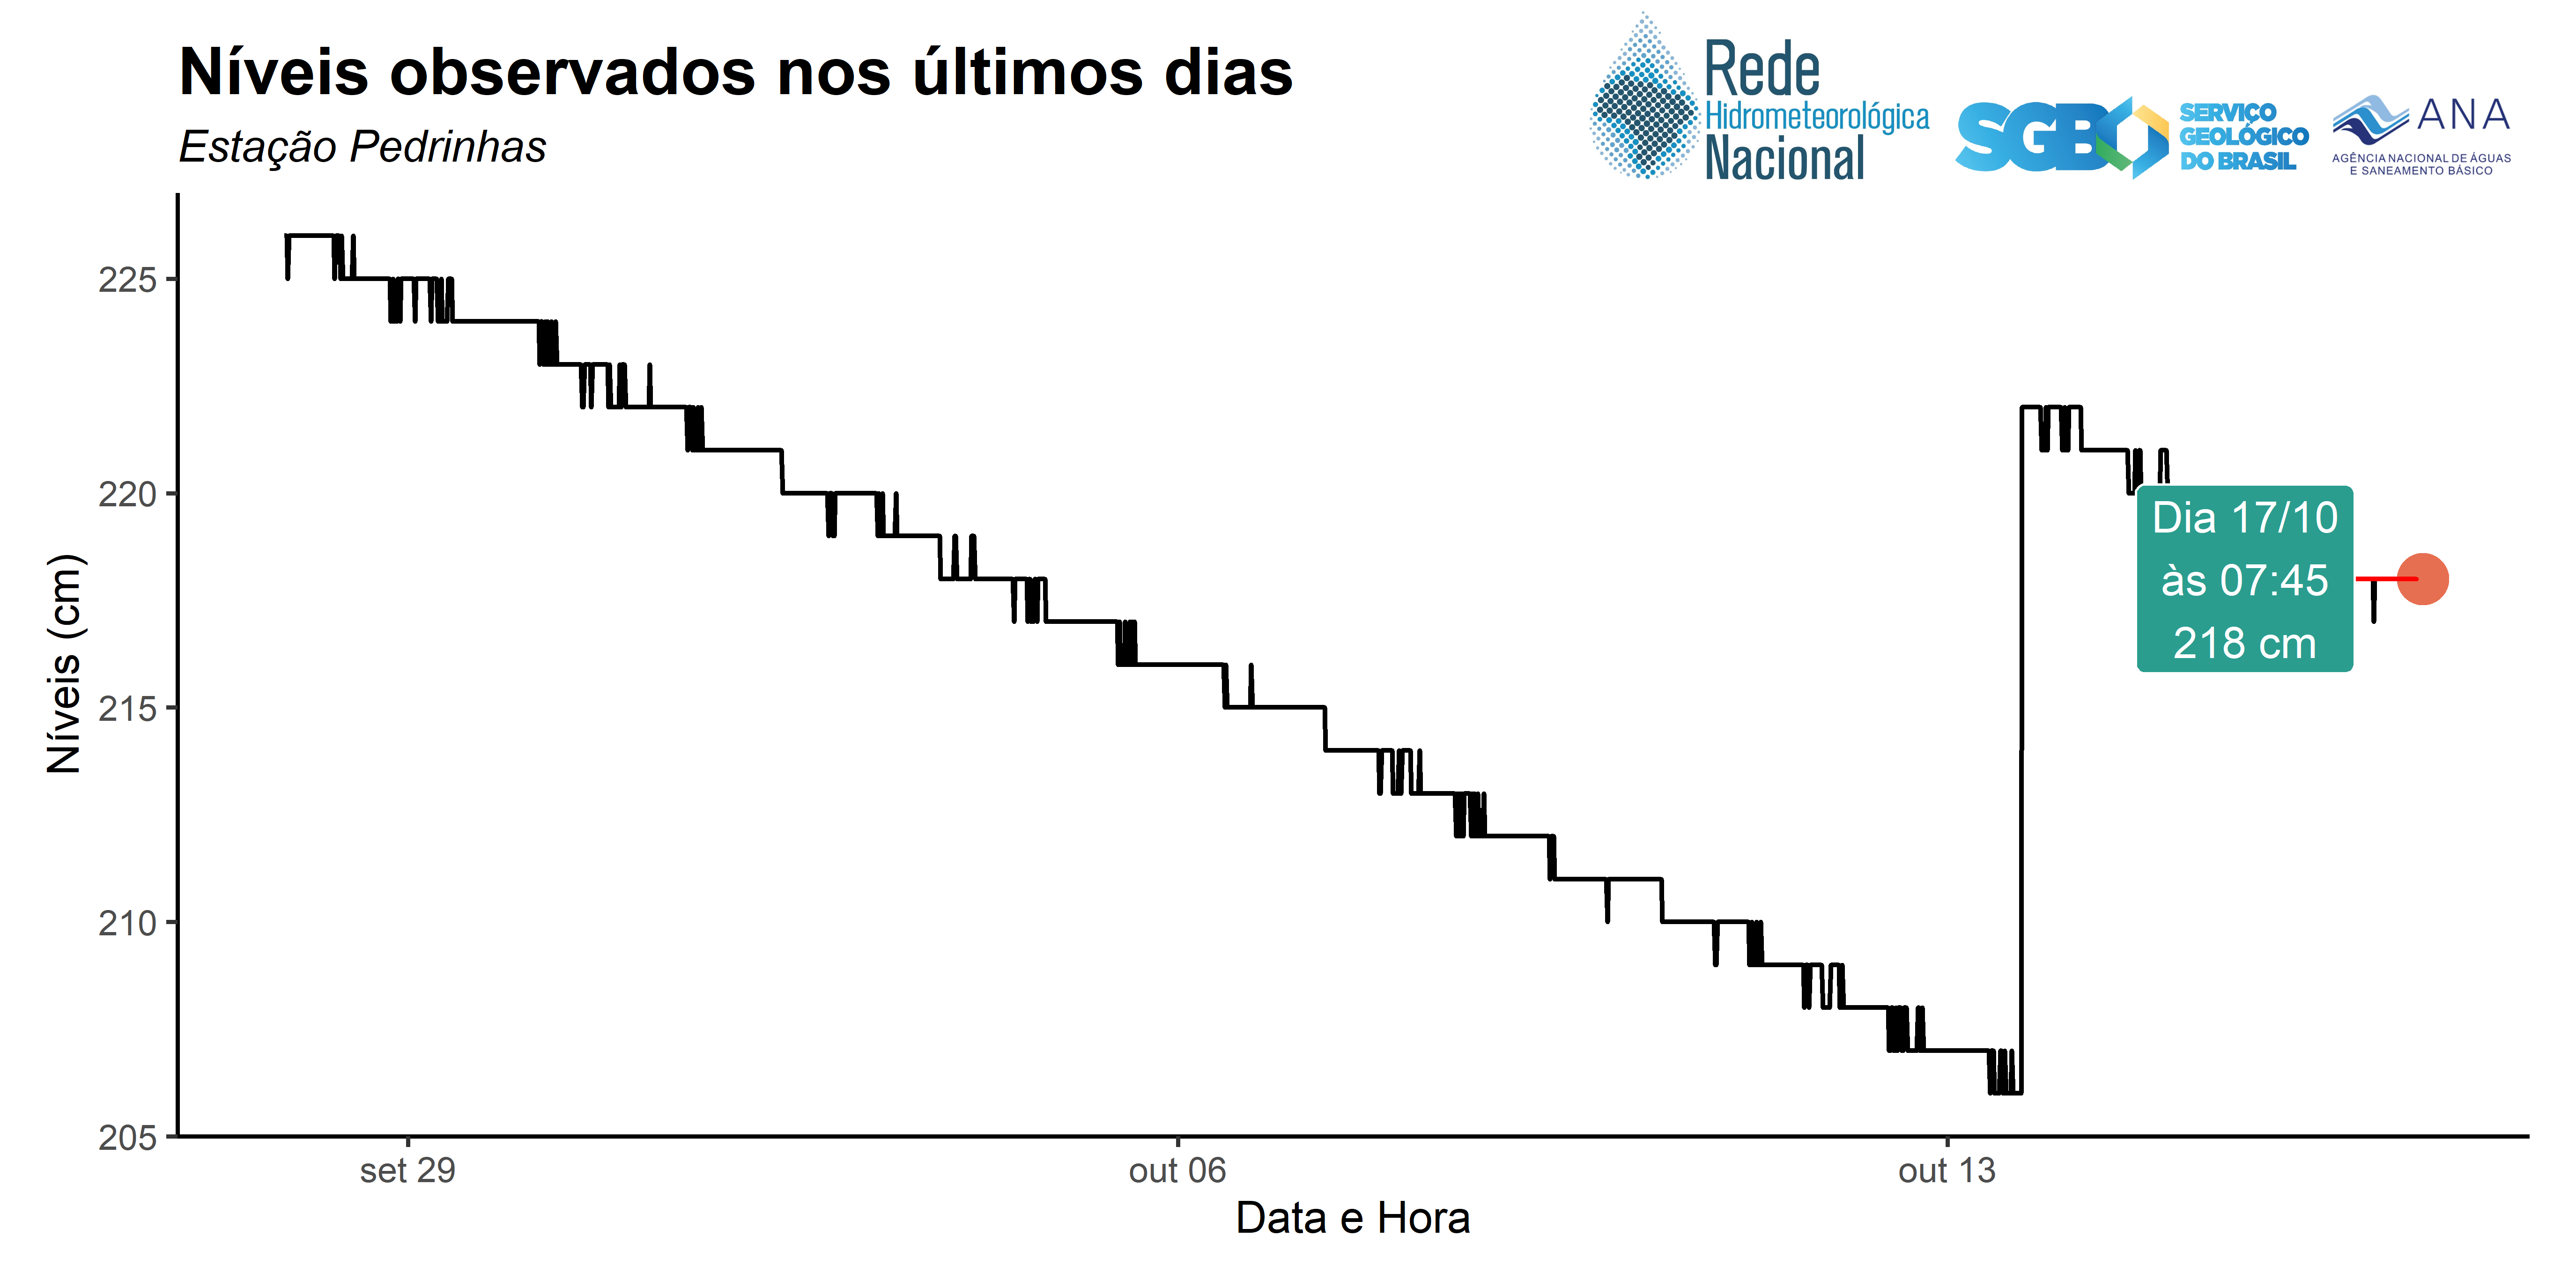 Níveis observados nos últimos dias
Estação Pedrinhas
Rede
Hidrometeorológica
Nacional
SGB
SERVIÇO
GEOLÓGICO
DO BRASIL
ANA
AGÊNCIA NACIONAL DE ÁGUAS
E SANEAMENTO BÁSICO
Níveis (cm)
225
220
215
210
205
Dia 17/10
às 07:45
218 cm
set 29
out 06
out 13
Data e Hora